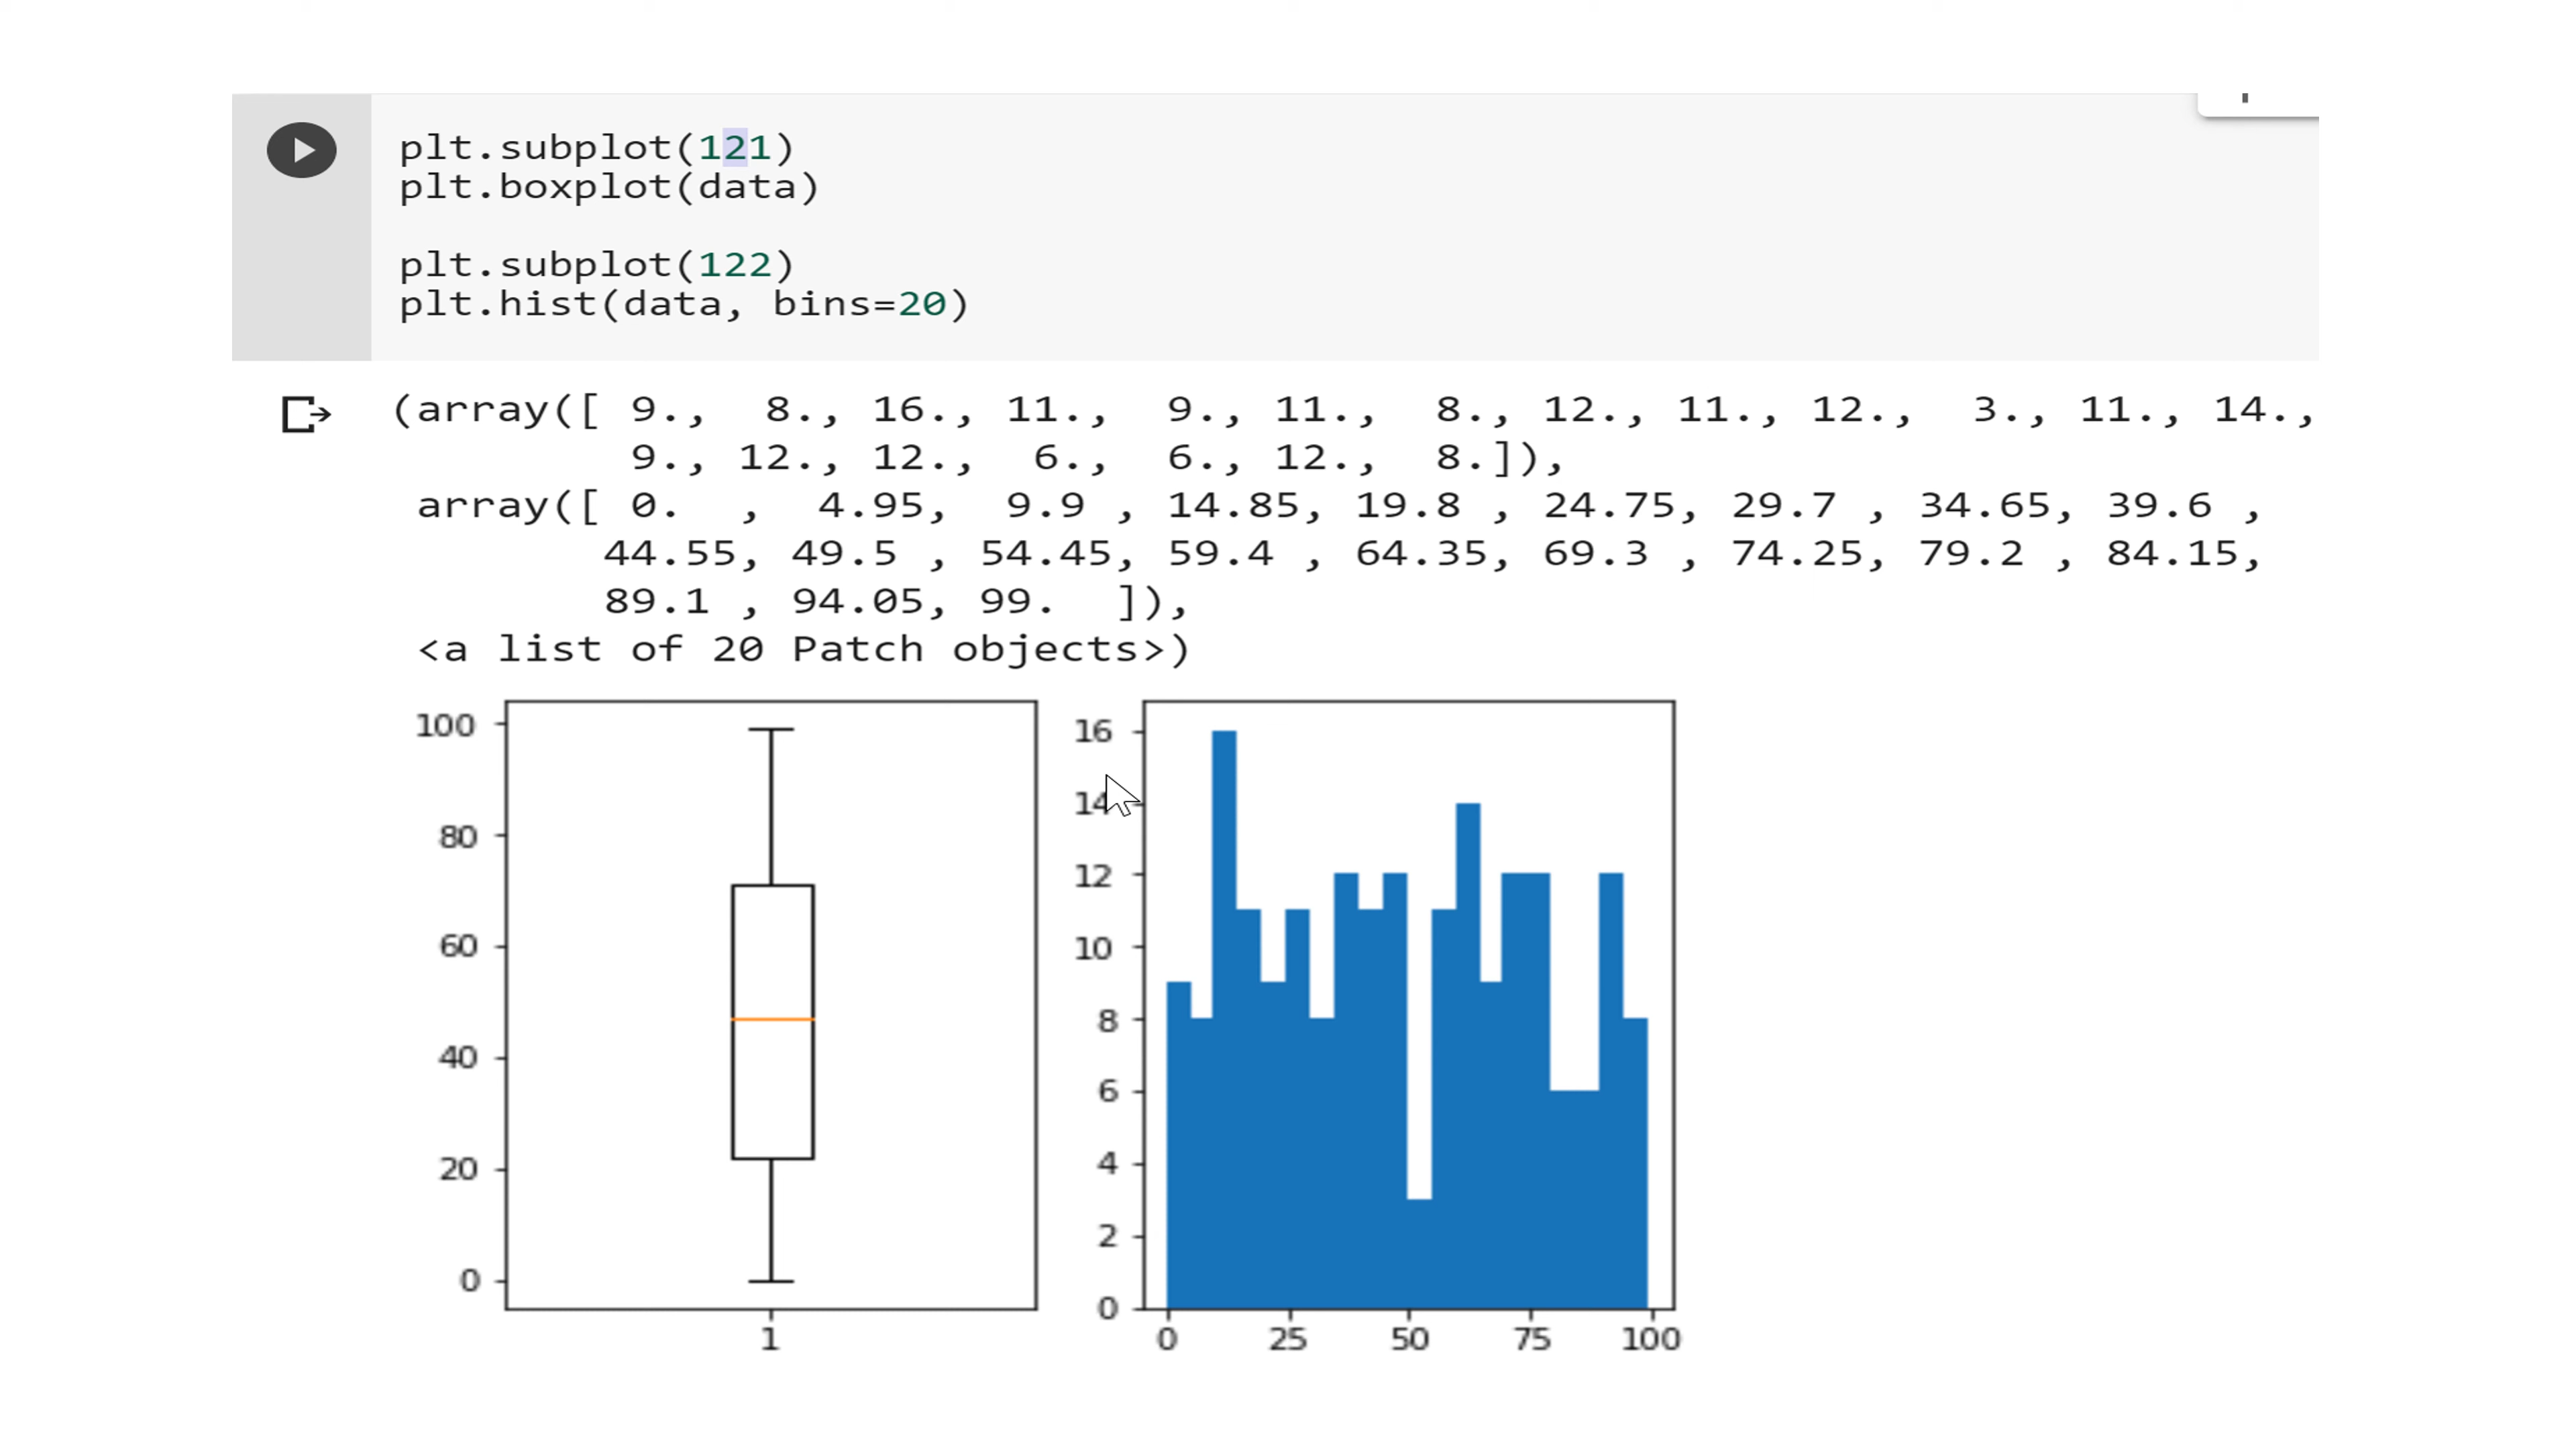 plt.subplot(121)
plt.boxplot(data)
plt.subplot(122)
plt.hist(data, bins=20)
(array([ 9., 8., 16., 11., 9., 11., 8., 12., 11., 12., 3., 11., 14.,
9., 12., 12., 6., 6., 12., 8.]),
array([ 0. , 4.95, 9.9 , 14.85, 19.8 , 24.75, 29.7 , 34.65, 39.6 ,
44.55, 49.5 , 54.45, 59.4 , 64.35, 69.3 , 74.25, 79.2 , 84.15,
89.1 , 94.05, 99. ]),
<a list of 20 Patch objects>)
100
80
60
40
20
0
1
16
14
12
10
8
6
4
2
0
0 25 50 75 100